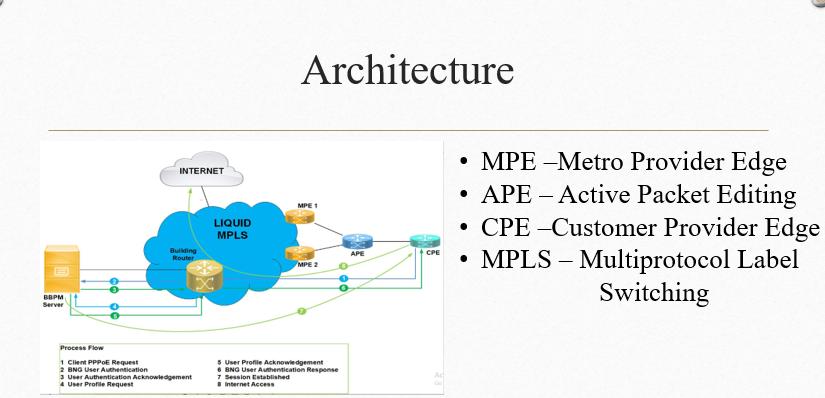 Architecture
INTERNET
LIQUID
MPLS
Building
Router
MPE 1
MPE 2
APE
CPE
BBPM
Server
1
2
3
4
5
6
7
8
Process Flow
1 Client PPPoE Request
2 BNG User Authentication
3 User Authentication Acknowledgement
4 User Profile Request
5 User Profile Acknowledgement
6 BNG User Authentication Response
7 Session Established
8 Internet Access
• MPE –Metro Provider Edge
• APE – Active Packet Editing
• CPE –Customer Provider Edge
• MPLS – Multiprotocol Label
Switching